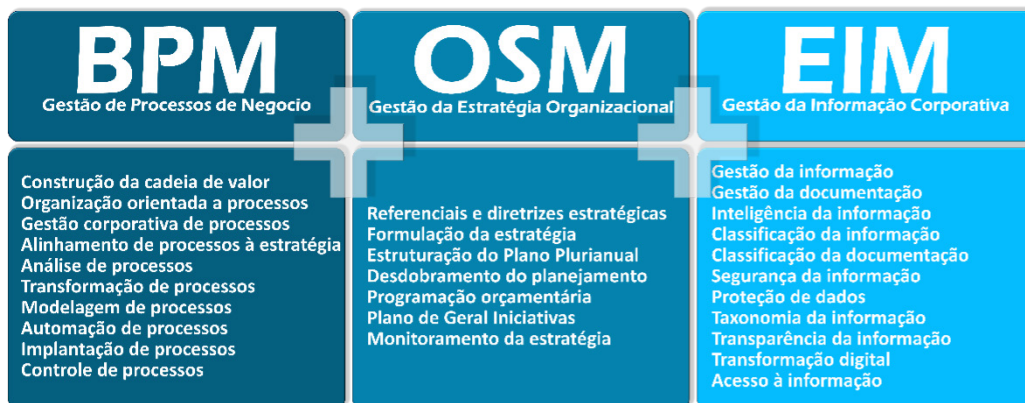 BPM
Gestão de Processos de Negocio
Construção da cadeia de valor
Organização orientada a processos
Gestão corporativa de processos
Alinhamento de processos à estratégia
Análise de processos
Transformação de processos
Modelagem de processos
Automação de processos
Implantação de processos
Controle de processos
OSM
Gestão da Estratégia Organizacional
Referenciais e diretrizes estratégicas
Formulação da estratégia
Estruturação do Plano Plurianual
Desdobramento do planejamento
Programação orçamentária
Plano de Geral Iniciativas
Monitoramento da estratégia
EIM
Gestão da Informação Corporativa
Gestão da informação
Gestão da documentação
Inteligência da informação
Classificação da informação
Classificação da documentação
Segurança da informação
Proteção de dados
Taxonomia da informação
Transparência da informação
Transformação digital
Acesso à informação